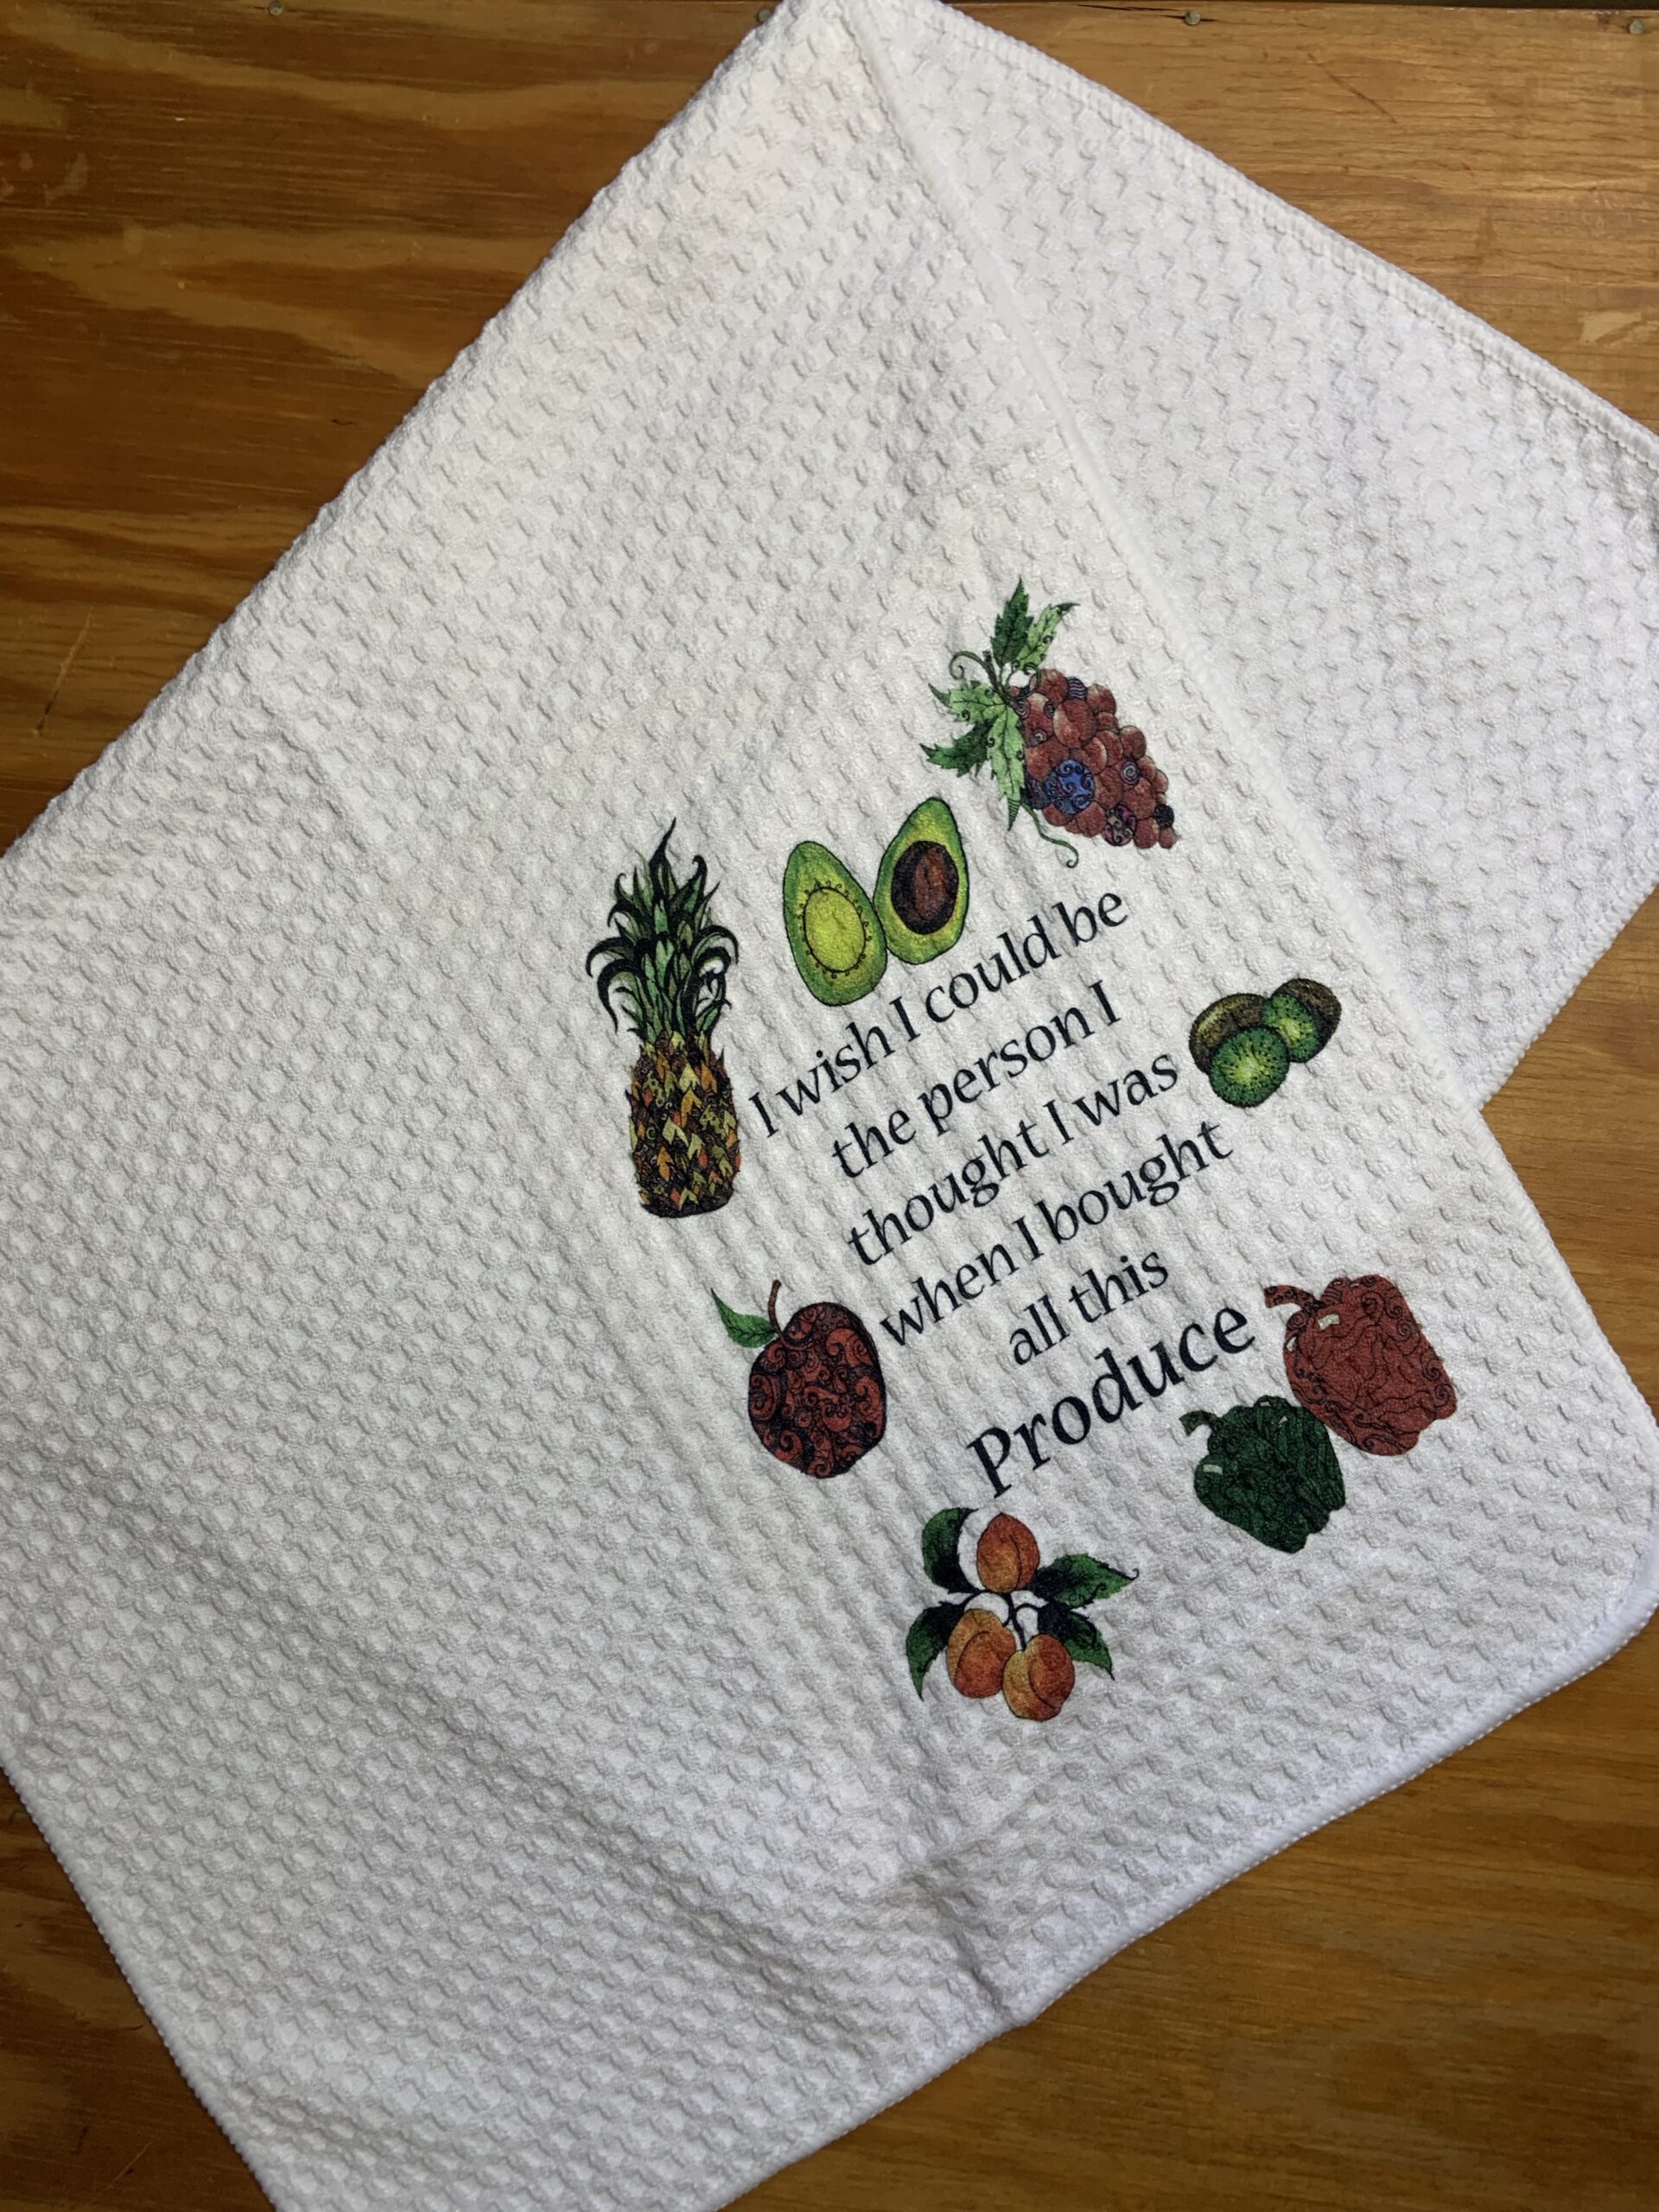 I wish I could be
the person I
thought I was
when I bought
all this
Produce